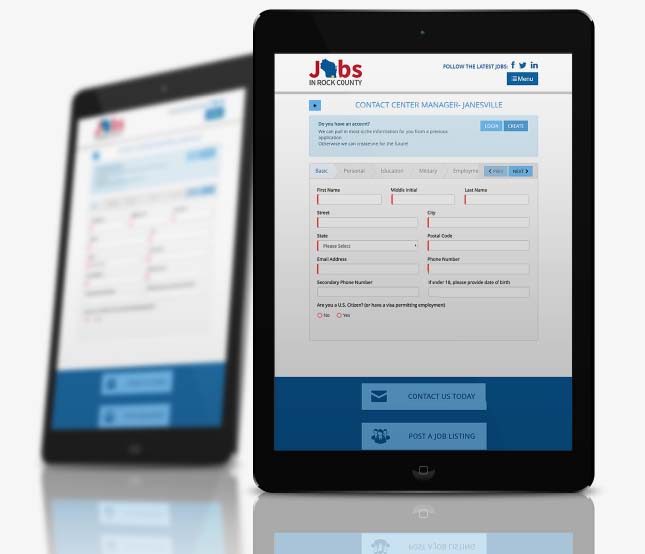 Jobs
IN ROCK COUNTY
FOLLOW THE LATEST JOBS:
Menu
CONTACT CENTER MANAGER- JANESVILLE
Do you have an account?
We can pull in most of the information for you from a previous
application.
Otherwise we can create one for the future!
LOGIN CREATE
Basic Personal Education Military Employme PREV NEXT
First Name Middle Initial Last Name
Street City
State Postal Code
Please Select
Email Address Phone Number
Secondary Phone Number If under 18, please provide date of birth
Are you a U.S. Citizen? (or have a visa permitting employment)
No Yes
CONTACT US TODAY
POST A JOB LISTING